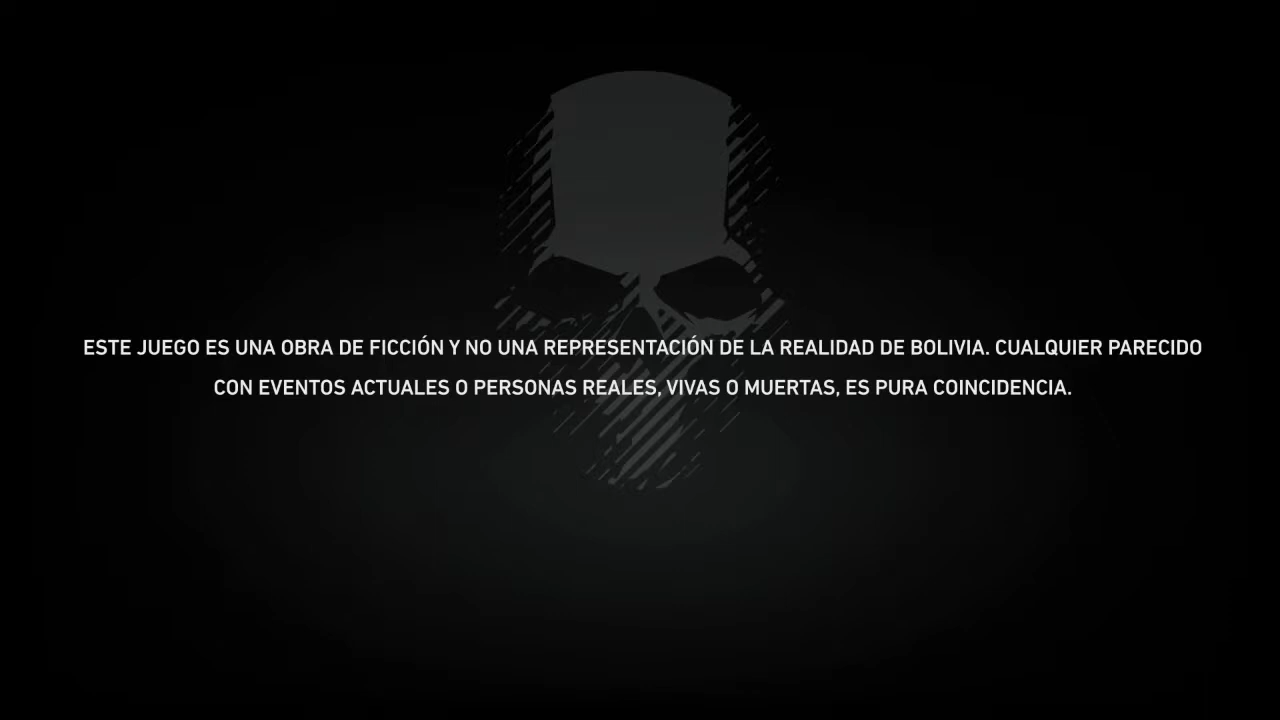 ESTE JUEGO ES UNA OBRA DE FICCIÓN Y NO UNA REPRESENTACIÓN DE LA REALIDAD DE BOLIVIA. CUALQUIER PARECIDO
CON EVENTOS ACTUALES O PERSONAS REALES, VIVAS O MUERTAS, ES PURA COINCIDENCIA.